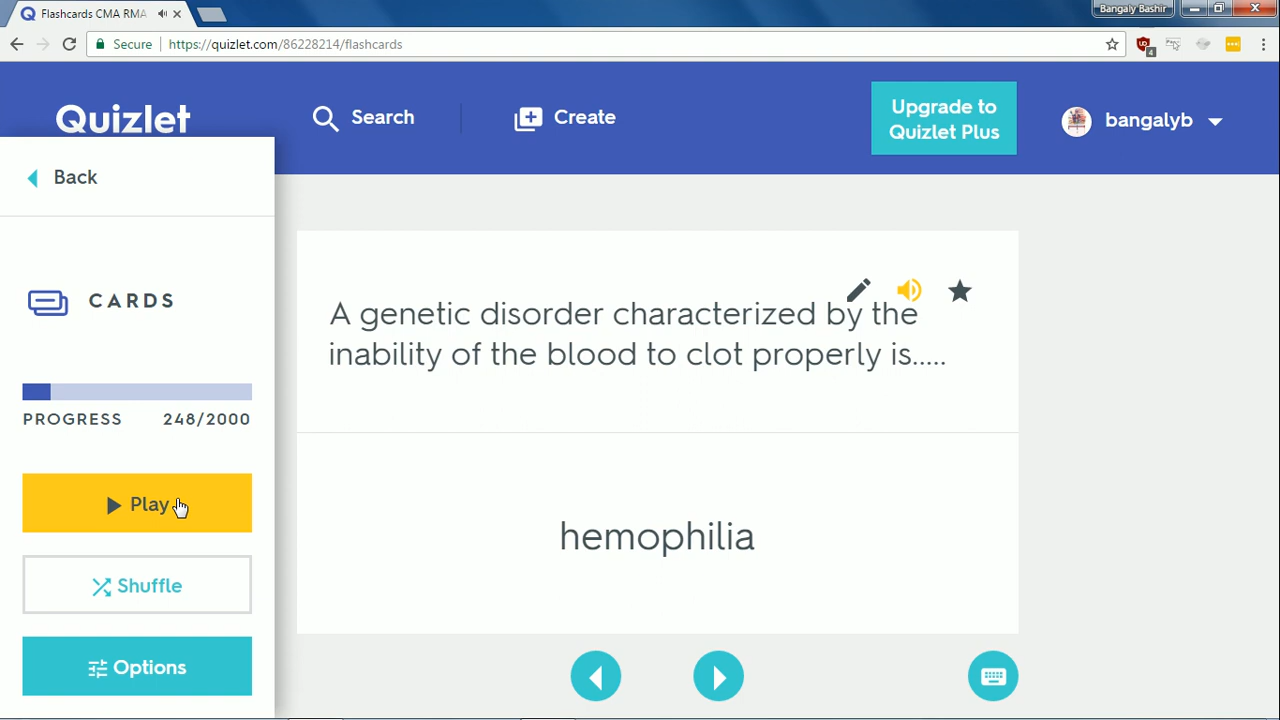 Flashcards CMA RMA
Bangaly Bashir
Secure
https://quizlet.com/86228214/flashcards
4
Quizlet
Search
Create
Upgrade to
Quizlet Plus
bangalyb
Back
CARDS
PROGRESS 248/2000
Play
Shuffle
Options
A genetic disorder characterized by the
inability of the blood to clot properly is.....
hemophilia